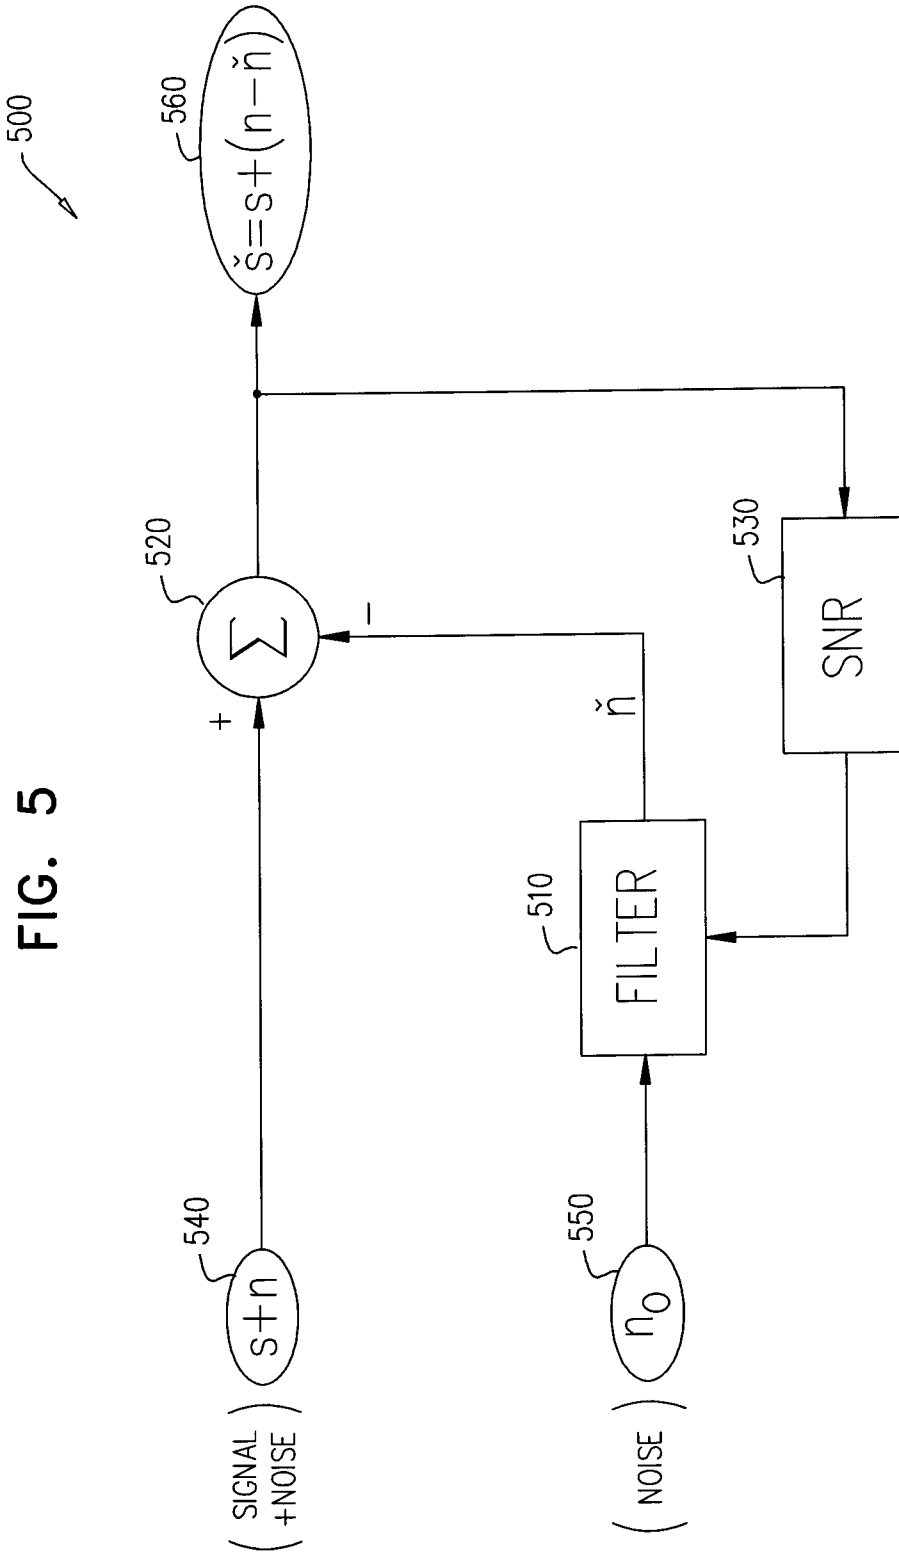 FIG. 5
500
(SIGNAL
+NOISE)
s+n
540
+
Σ
520
š=s+(n−ň)
560
−
(NOISE)
n₀
550
FILTER
510
ň
SNR
530